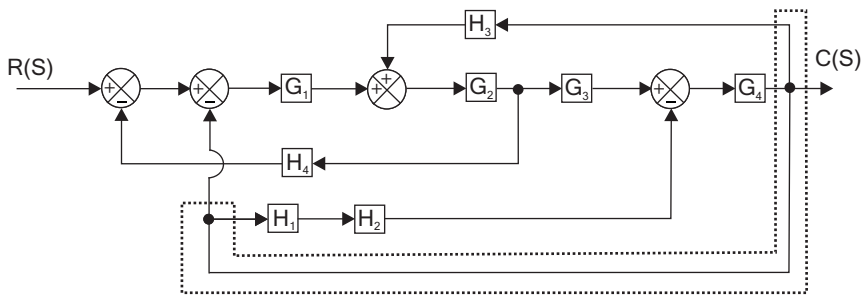 H₃
R(S)
C(S)
+
−
+
−
G₁
+
+
G₂
G₃
+
−
G₄
H₄
H₁
H₂